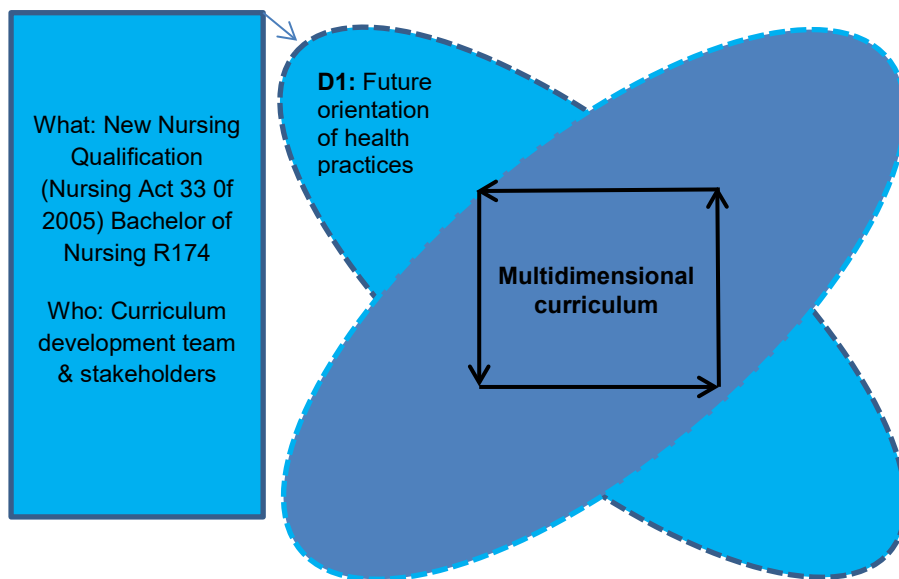 What: New Nursing
Qualification
(Nursing Act 33 0f
2005) Bachelor of
Nursing R174
Who: Curriculum
development team
& stakeholders
D1: Future
orientation
of health
practices
Multidimensional
curriculum